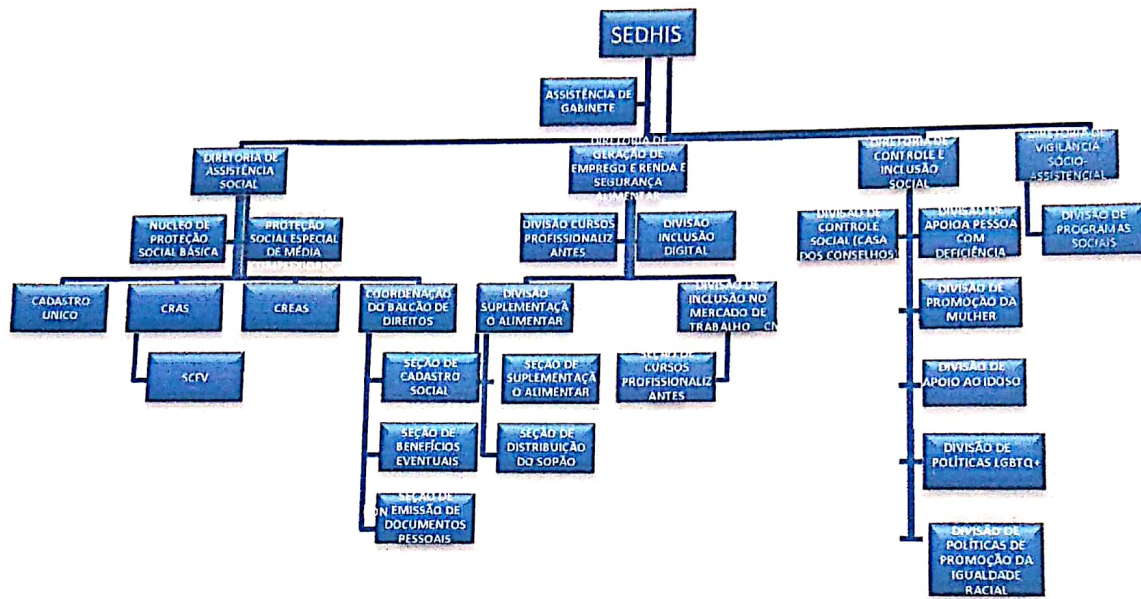 SEDHIS
ASSISTÊNCIA DE
GABINETE
DIRETORIA DE
ASSISTÊNCIA
SOCIAL
DIRETORIA DE
GERAÇÃO DE
EMPREGO E RENDA E
SEGURANÇA
ALIMENTAR
DIRETORIA DE
CONTROLE E
INCLUSÃO
SOCIAL
DIRETORIA DE
VIGILÂNCIA
SÓCIO-
ASSISTENCIAL
NÚCLEO DE
PROTEÇÃO
SOCIAL BÁSICA
PROTEÇÃO
SOCIAL ESPECIAL
DE MÉDIA
COMPLEXIDADE
DIVISÃO CURSOS
PROFISSIONALIZ
ANTES
DIVISÃO
INCLUSÃO
DIGITAL
DIVISÃO DE
CONTROLE
SOCIAL (CASA
DOS CONSELHOS)
DIVISÃO DE
APOIOA PESSOA
COM
DEFICIÊNCIA
DIVISÃO DE
PROGRAMAS
SOCIAIS
CADASTRO
UNICO
CRAS
CREAS
COORDENAÇÃO
DO BALCÃO DE
DIREITOS
DIVISÃO
SUPLEMENTAÇÃ
O ALIMENTAR
DIVISÃO DE
INCLUSÃO NO
MERCADO DE
TRABALHO CN
DIVISÃO DE
PROMOÇÃO DA
MULHER
SCFV
SEÇÃO DE
CADASTRO
SOCIAL
SEÇÃO DE
SUPLEMENTAÇÃ
O ALIMENTAR
SEÇÃO DE
CURSOS
PROFISSIONALIZ
ANTES
DIVISÃO DE
APOIO AO IDOSO
SEÇÃO DE
BENEFÍCIOS
EVENTUAIS
SEÇÃO DE
DISTRIBUIÇÃO
DO SOPÃO
DIVISÃO DE
POLÍTICAS LGBTQ+
SEÇÃO DE
EMISSÃO DE
DOCUMENTOS
PESSOAIS
DIVISÃO DE
POLÍTICAS DE
PROMOÇÃO DA
IGUALDADE
RACIAL